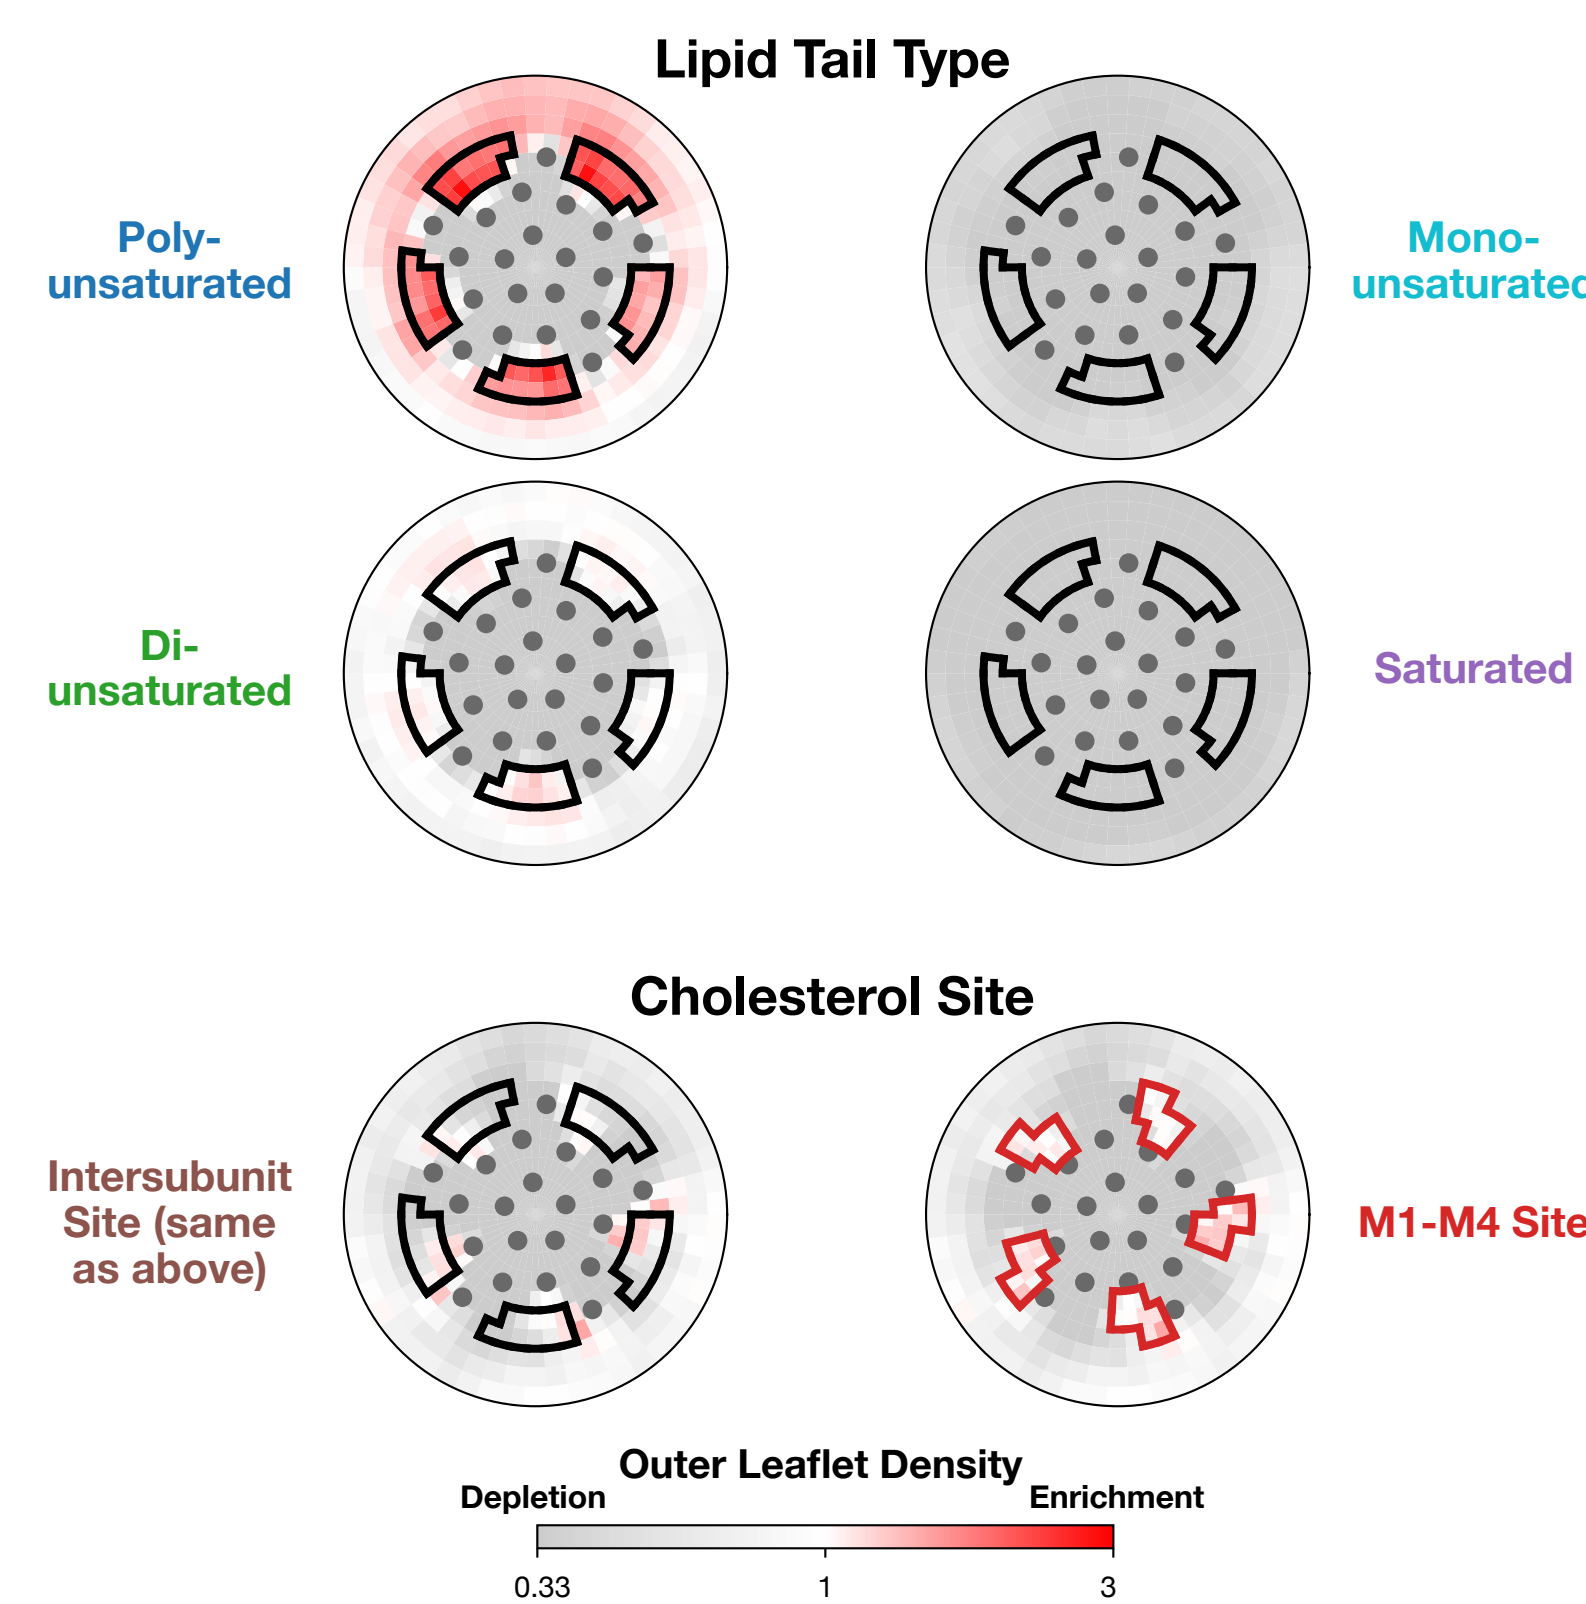 Lipid Tail Type
Poly-
unsaturated
Mono-
unsaturated
Di-
unsaturated
Saturated
Cholesterol Site
Intersubunit
Site (same
as above)
M1-M4 Site
Outer Leaflet Density
Depletion
Enrichment
0.33
1
3